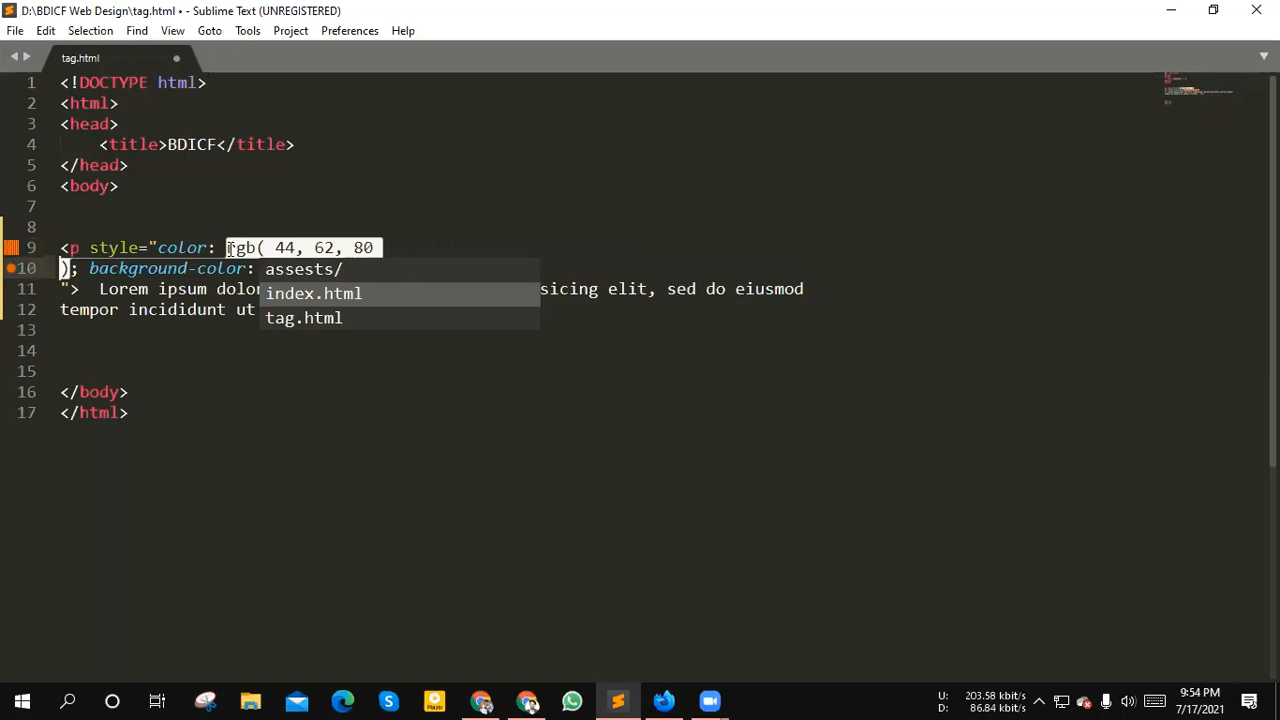 D:\BDICF Web Design\tag.html • - Sublime Text (UNREGISTERED)
File Edit Selection Find View Goto Tools Project Preferences Help
tag.html
1 <!DOCTYPE html>
2 <html>
3 <head>
4 <title>BDICF</title>
5 </head>
6 <body>
7
8
9 <p style="color: rgb( 44, 62, 80
10 ); background-color:
assests/
11 "> Lorem ipsum dolo sicing elit, sed do eiusmod
index.html
12 tempor incididunt ut
tag.html
13
14
15
16 </body>
17 </html>
U: 203.58 kbit/s
D: 86.84 kbit/s
9:54 PM
7/17/2021